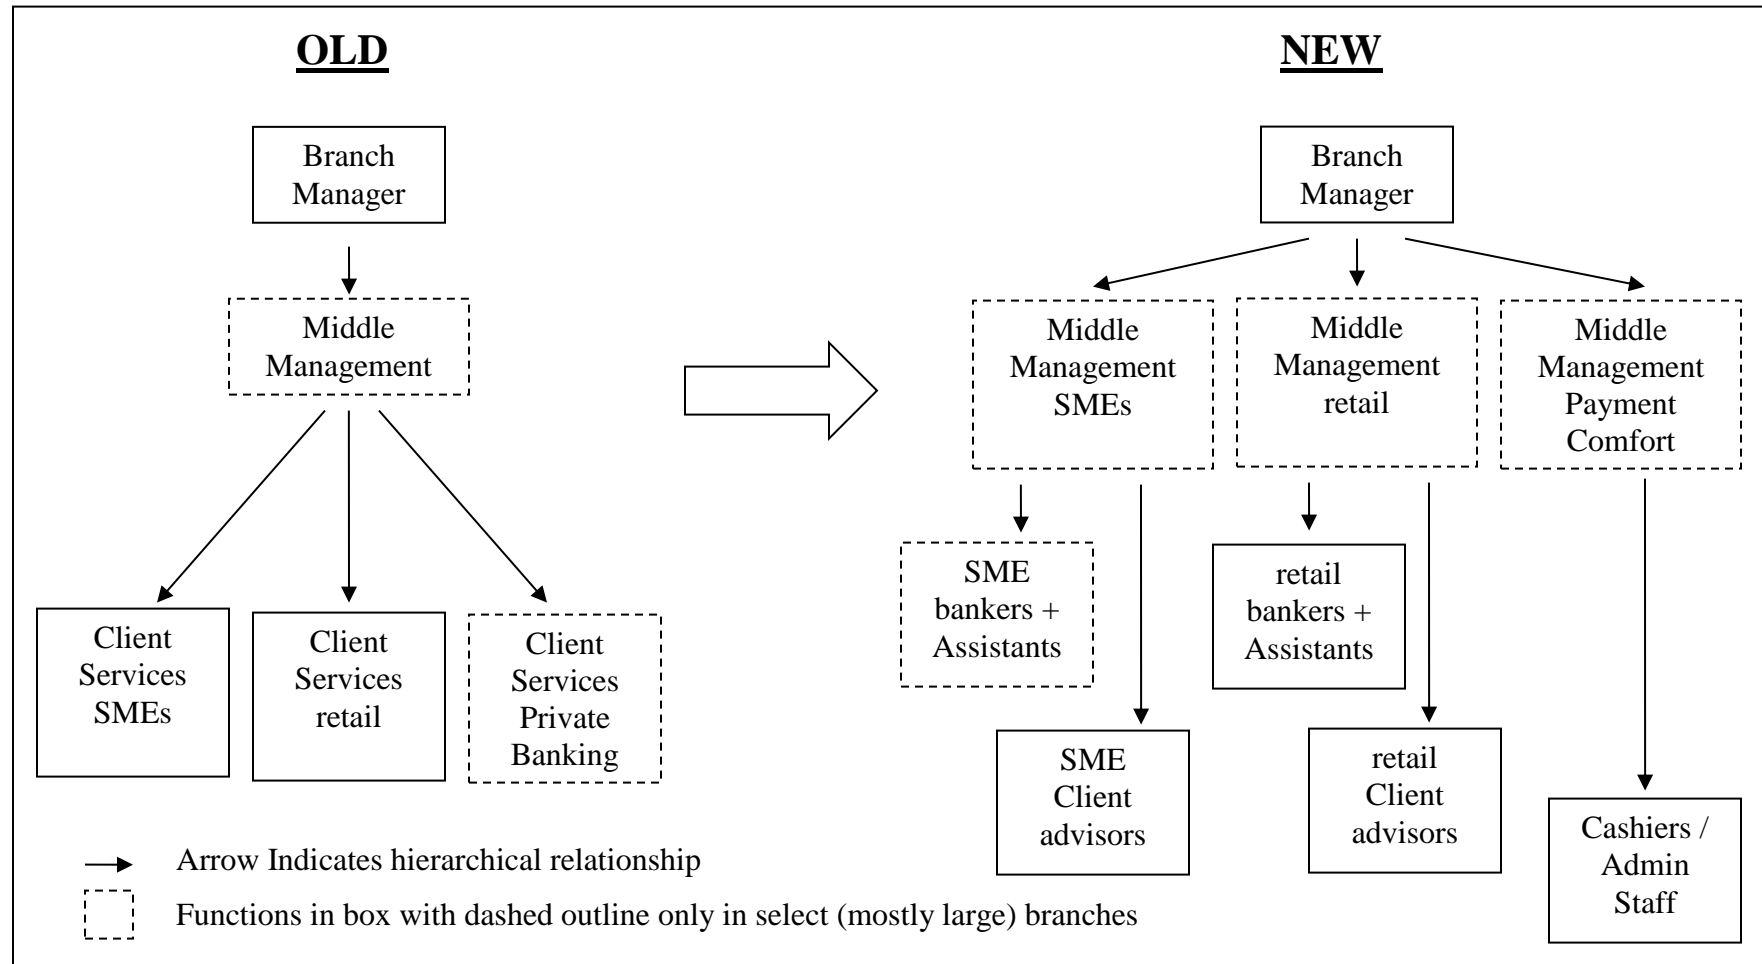 OLD
Branch
Manager
Middle
Management
Client
Services
SMEs
Client
Services
retail
Client
Services
Private
Banking
NEW
Branch
Manager
Middle
Management
SMEs
Middle
Management
retail
Middle
Management
Payment
Comfort
SME
bankers +
Assistants
retail
bankers +
Assistants
SME
Client
advisors
retail
Client
advisors
Cashiers /
Admin
Staff
Arrow Indicates hierarchical relationship
Functions in box with dashed outline only in select (mostly large) branches